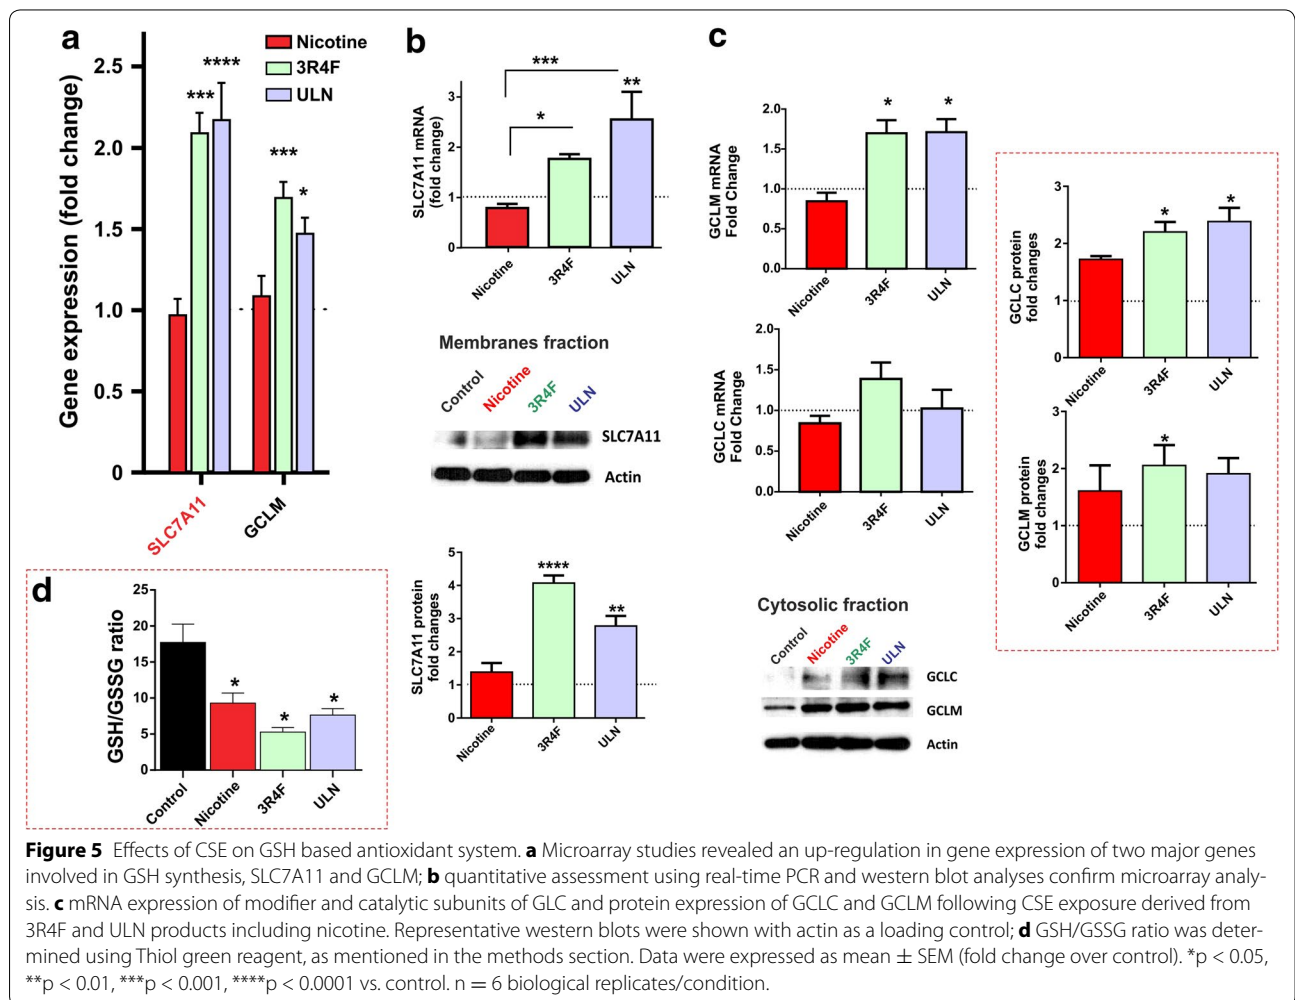 a
Gene expression (fold change)
2.5
2.0
1.5
1.0
0.5
0
Nicotine
3R4F
ULN
***
****
***
*
SLC7A11
GCLM
b
SLC7A11 mRNA
(fold change)
3
2
1
0
***
*
**
Nicotine
3R4F
ULN
Membranes fraction
Control
Nicotine
3R4F
ULN
SLC7A11
Actin
SLC7A11 protein
fold changes
5
4
3
2
1
0
****
**
Nicotine
3R4F
ULN
c
GCLM mRNA
Fold Change
2.0
1.5
1.0
0.5
0.0
*
*
Nicotine
3R4F
ULN
GCLC mRNA
Fold Change
2.0
1.5
1.0
0.5
0.0
Nicotine
3R4F
ULN
Cytosolic fraction
Control
Nicotine
3R4F
ULN
GCLC
GCLM
Actin
GCLC protein
fold changes
3
2
1
0
*
*
Nicotine
3R4F
ULN
GCLM protein
fold changes
3
2
1
0
*
Nicotine
3R4F
ULN
d
GSH/GSSG ratio
25
20
15
10
5
0
*
*
*
Control
Nicotine
3R4F
ULN
Figure 5 Effects of CSE on GSH based antioxidant system. a Microarray studies revealed an up-regulation in gene expression of two major genes
involved in GSH synthesis, SLC7A11 and GCLM; b quantitative assessment using real-time PCR and western blot analyses confirm microarray analy-
sis. c mRNA expression of modifier and catalytic subunits of GLC and protein expression of GCLC and GCLM following CSE exposure derived from
3R4F and ULN products including nicotine. Representative western blots were shown with actin as a loading control; d GSH/GSSG ratio was deter-
mined using Thiol green reagent, as mentioned in the methods section. Data were expressed as mean ± SEM (fold change over control). *p < 0.05,
**p < 0.01, ***p < 0.001, ****p < 0.0001 vs. control. n = 6 biological replicates/condition.